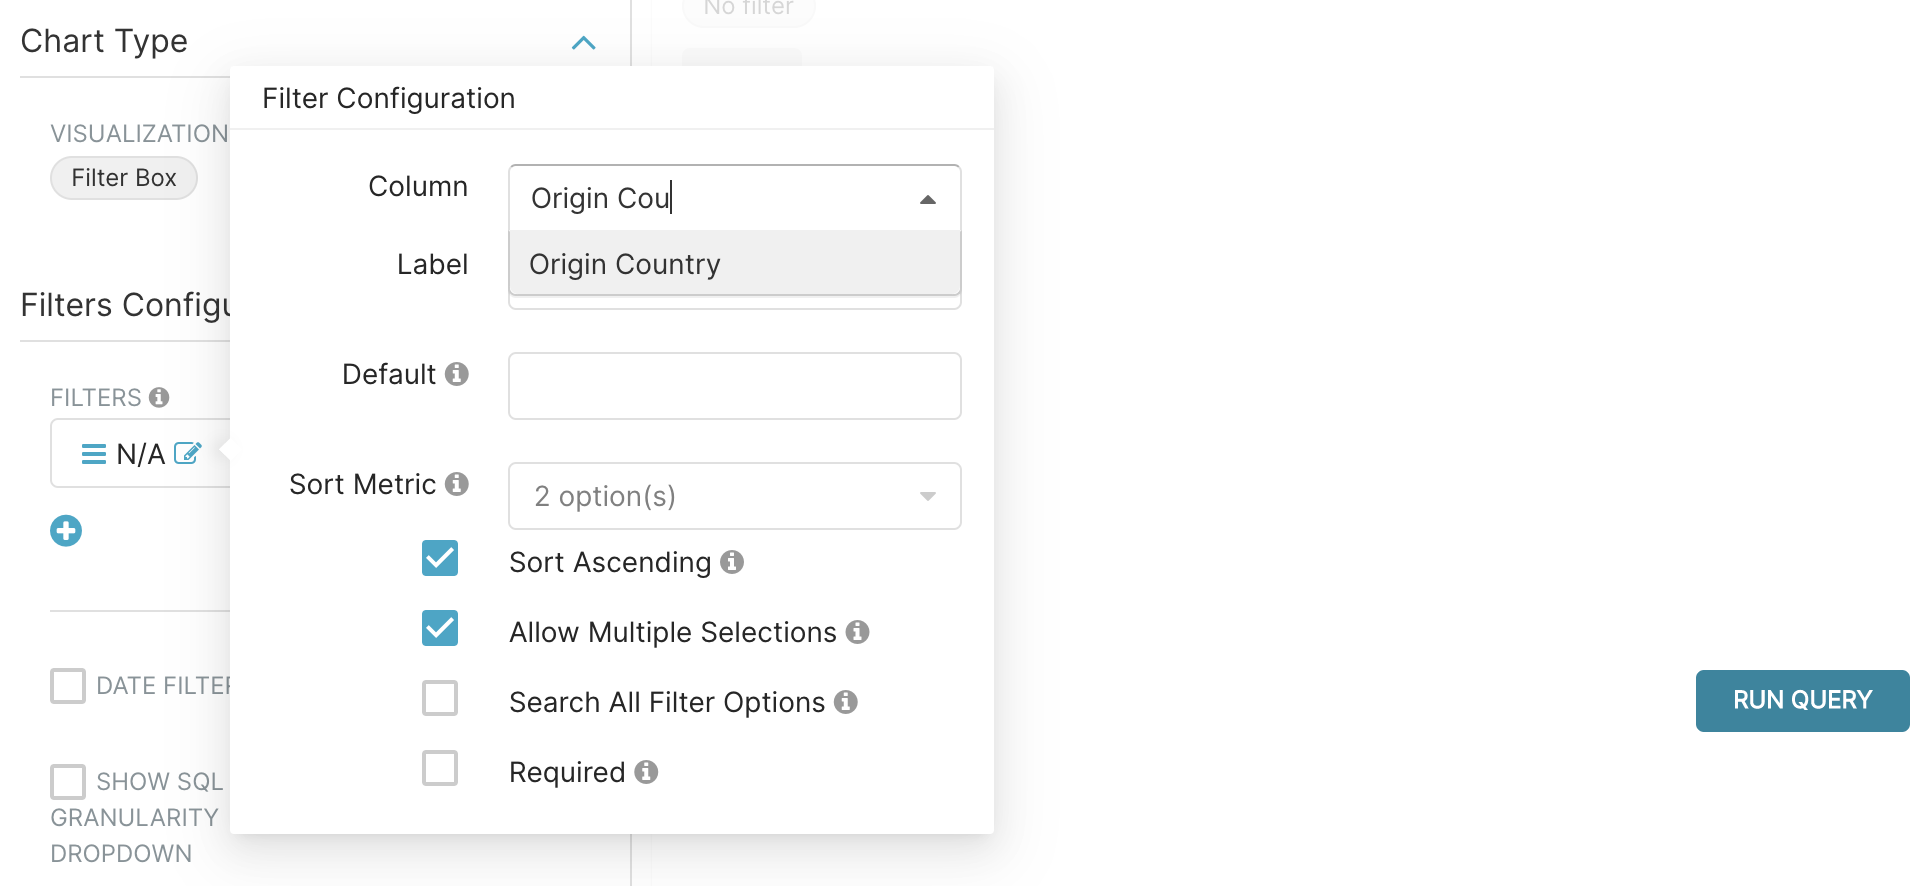 No filter
Chart Type
VISUALIZATION
Filter Box
Filters Configu
FILTERS
N/A
DATE FILTER
SHOW SQL
GRANULARITY
DROPDOWN
Filter Configuration
Column
Origin Cou
Origin Country
Label
Default
Sort Metric
2 option(s)
Sort Ascending
Allow Multiple Selections
Search All Filter Options
Required
RUN QUERY